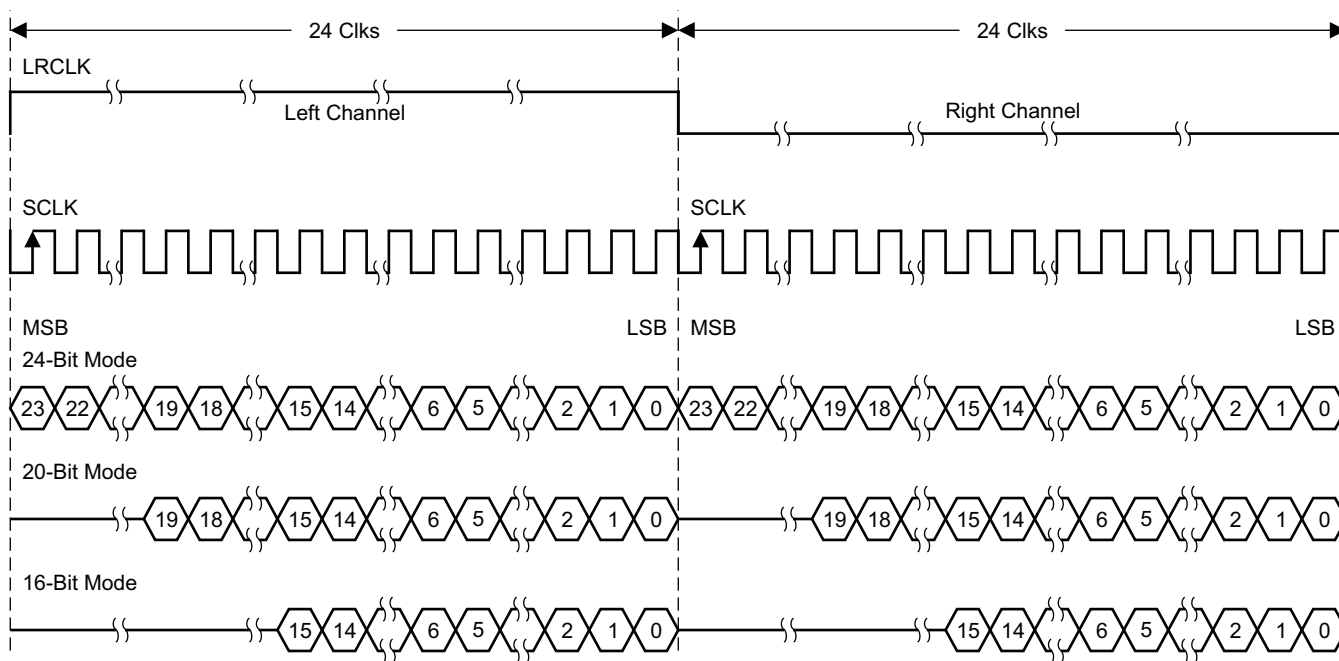 24 Clks 24 Clks
LRCLK
Left Channel Right Channel
SCLK SCLK
MSB LSB MSB LSB
24-Bit Mode
23 22 19 18 15 14 6 5 2 1 0 23 22 19 18 15 14 6 5 2 1 0
20-Bit Mode
19 18 15 14 6 5 2 1 0 19 18 15 14 6 5 2 1 0
16-Bit Mode
15 14 6 5 2 1 0 15 14 6 5 2 1 0